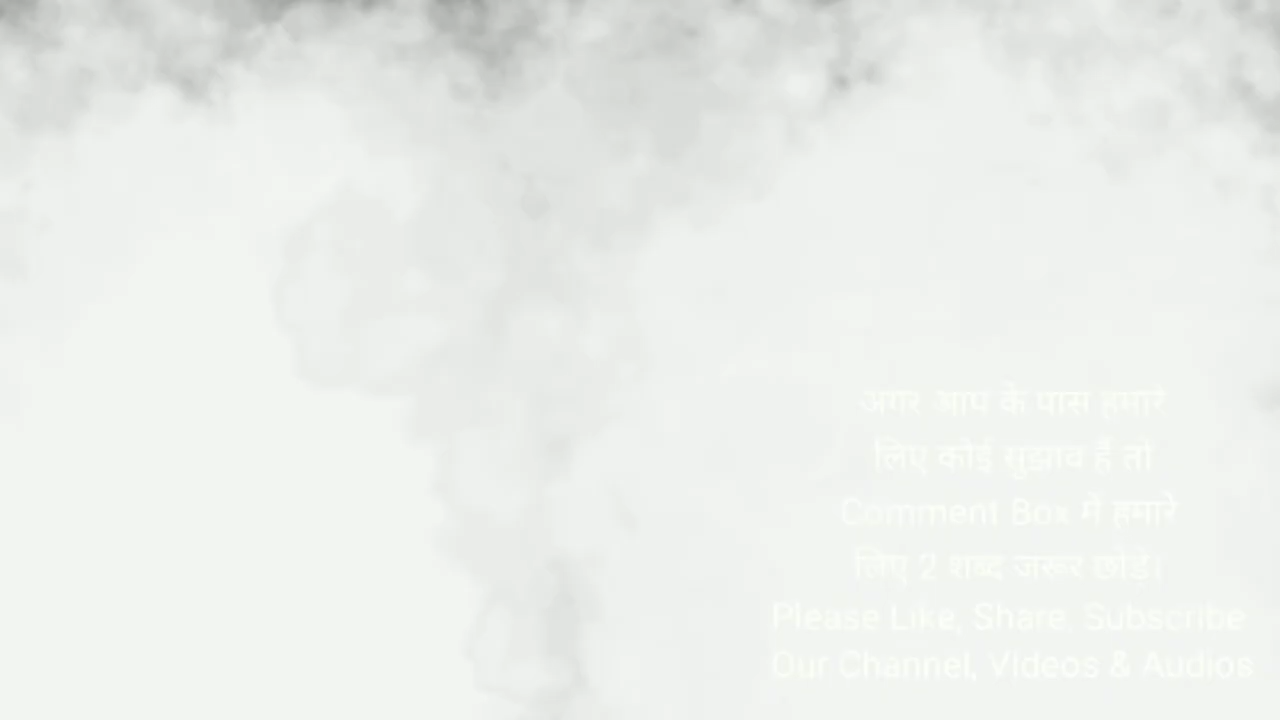 अगर आप के पास हमारे
लिए कोई सुझाव हैं तो
Comment Box में हमारे
लिए 2 शब्द जरूर छोड़ें।
Please Like, Share, Subscribe
Our Channel, Videos & Audios